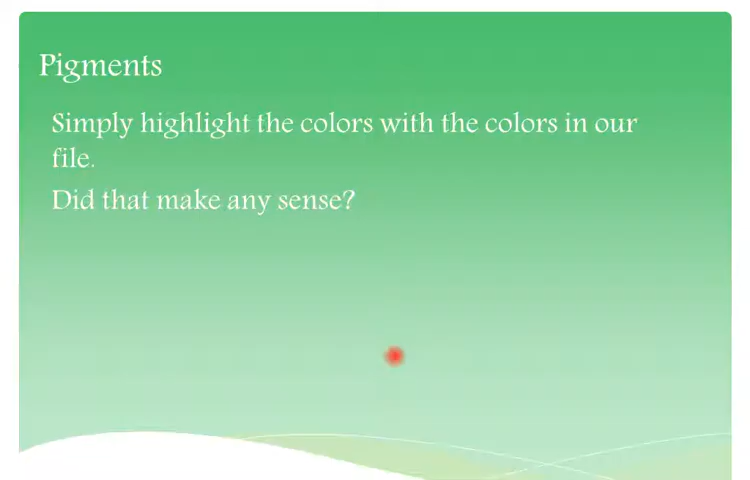 Pigments
Simply highlight the colors with the colors in our
file.
Did that make any sense?